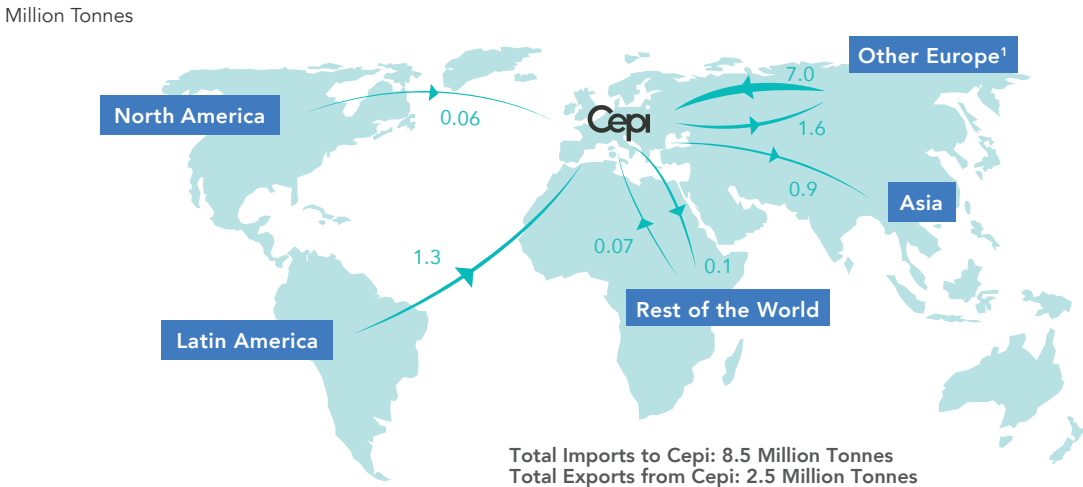 Million Tonnes
Other Europe¹
7.0
North America
0.06
Cepi
1.6
0.9
Asia
0.07
1.3
0.1
Rest of the World
Latin America
Total Imports to Cepi: 8.5 Million Tonnes
Total Exports from Cepi: 2.5 Million Tonnes